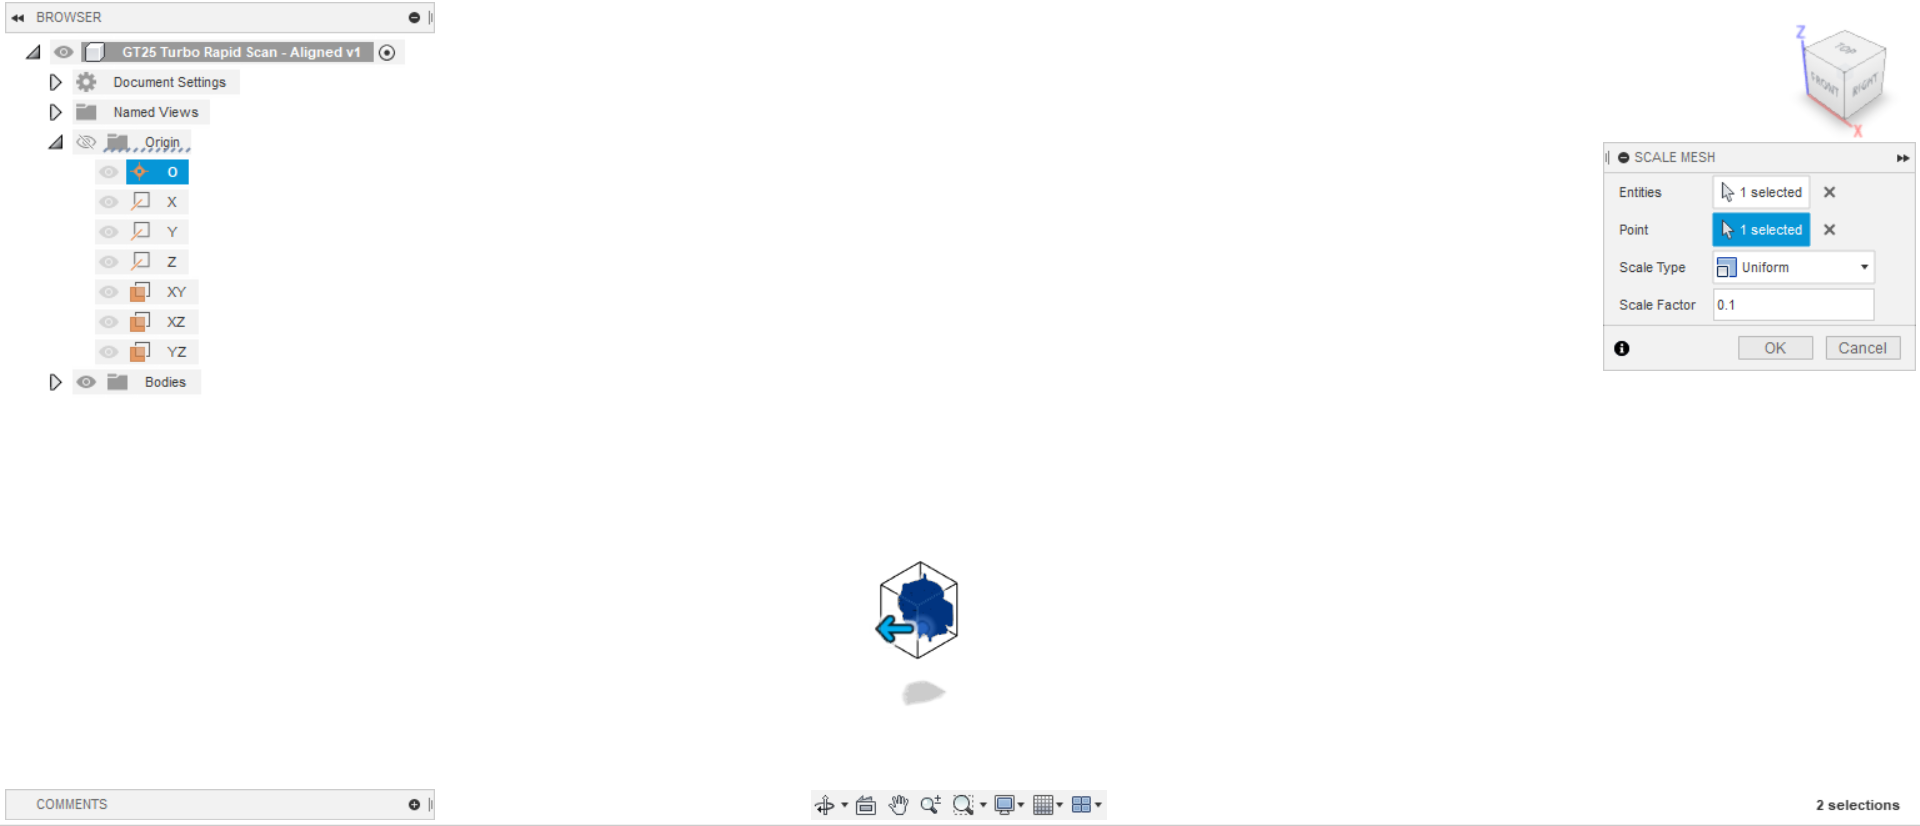 BROWSER
GT25 Turbo Rapid Scan - Aligned v1
Document Settings
Named Views
Origin
O
X
Y
Z
XY
XZ
YZ
Bodies
Z
TOP
FRONT
RIGHT
X
SCALE MESH
Entities 1 selected
Point 1 selected
Scale Type Uniform
Scale Factor 0.1
OK Cancel
COMMENTS
2 selections